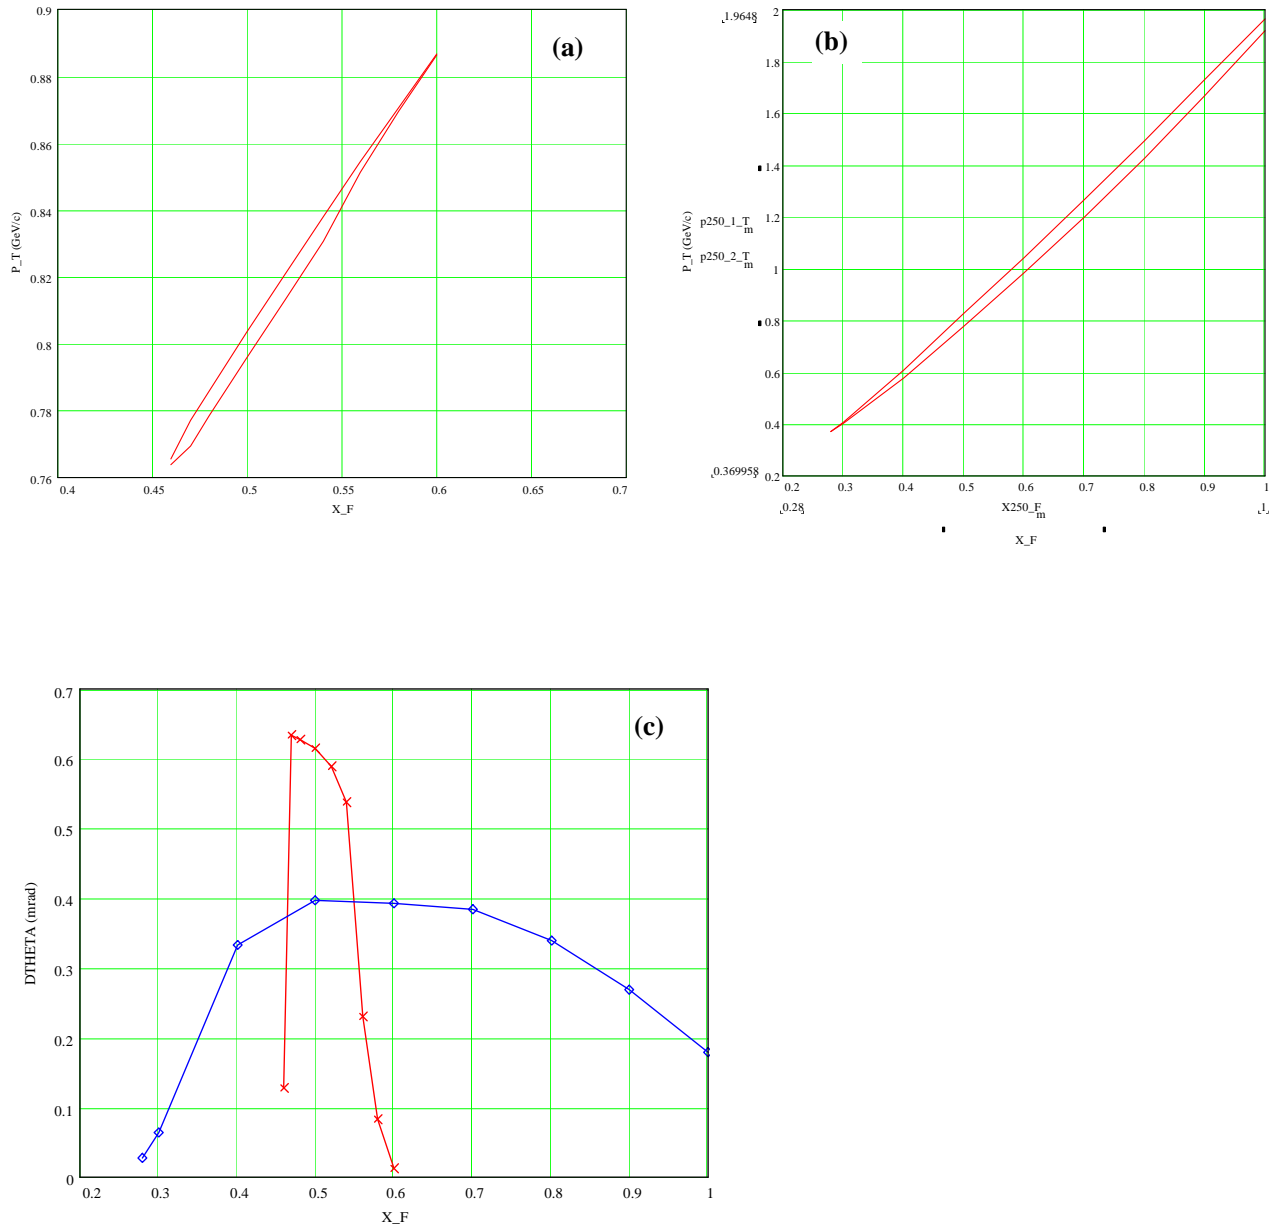 (a)
0.9
0.88
0.86
0.84
0.82
0.8
0.78
0.76
P_T (GeV/c)
0.4 0.45 0.5 0.55 0.6 0.65 0.7
X_F
(b)
1.9648
2
1.8
1.6
1.4
1.2
1
0.8
0.6
0.4
0.2
P_T (GeV/c)
p250_1_T
m
p250_2_T
m
0.369958
0.2 0.3 0.4 0.5 0.6 0.7 0.8 0.9 1
0.28 X250_F 1
m
X_F
(c)
0.7
0.6
0.5
0.4
0.3
0.2
0.1
0
DTHETA (mrad)
0.2 0.3 0.4 0.5 0.6 0.7 0.8 0.9 1
X_F